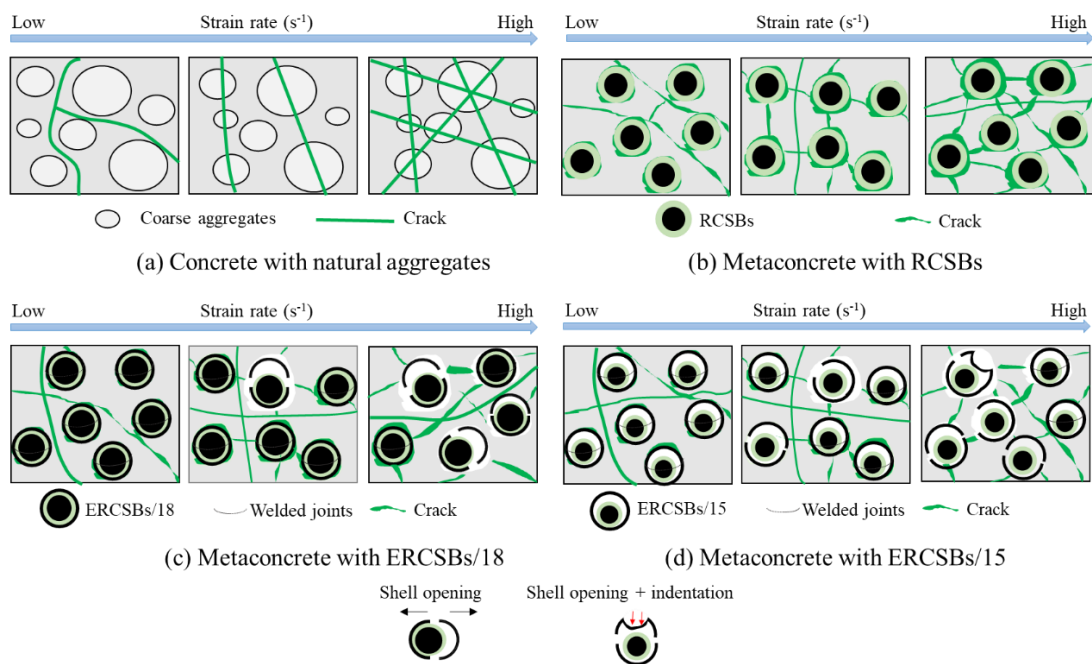 Low Strain rate (s⁻¹) High
Low Strain rate (s⁻¹) High
Coarse aggregates Crack
RCSBs Crack
(a) Concrete with natural aggregates
(b) Metaconcrete with RCSBs
Low Strain rate (s⁻¹) High
Low Strain rate (s⁻¹) High
ERCSBs/18 Welded joints Crack
ERCSBs/15 Welded joints Crack
(c) Metaconcrete with ERCSBs/18
(d) Metaconcrete with ERCSBs/15
Shell opening
Shell opening + indentation